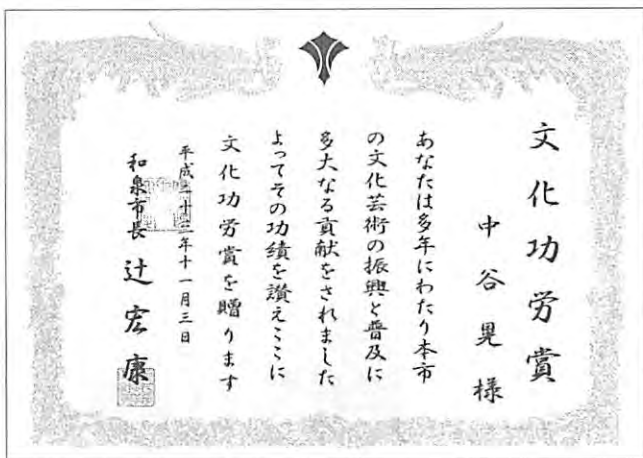 文化功労賞
中谷晃様
あなたは多年にわたり本市
の文化芸術の振興と普及に
多大なる貢献をされました
よってその功績を讃えここに
文化功労賞を贈ります
平成二十三年十一月三日
和泉市長 辻宏康